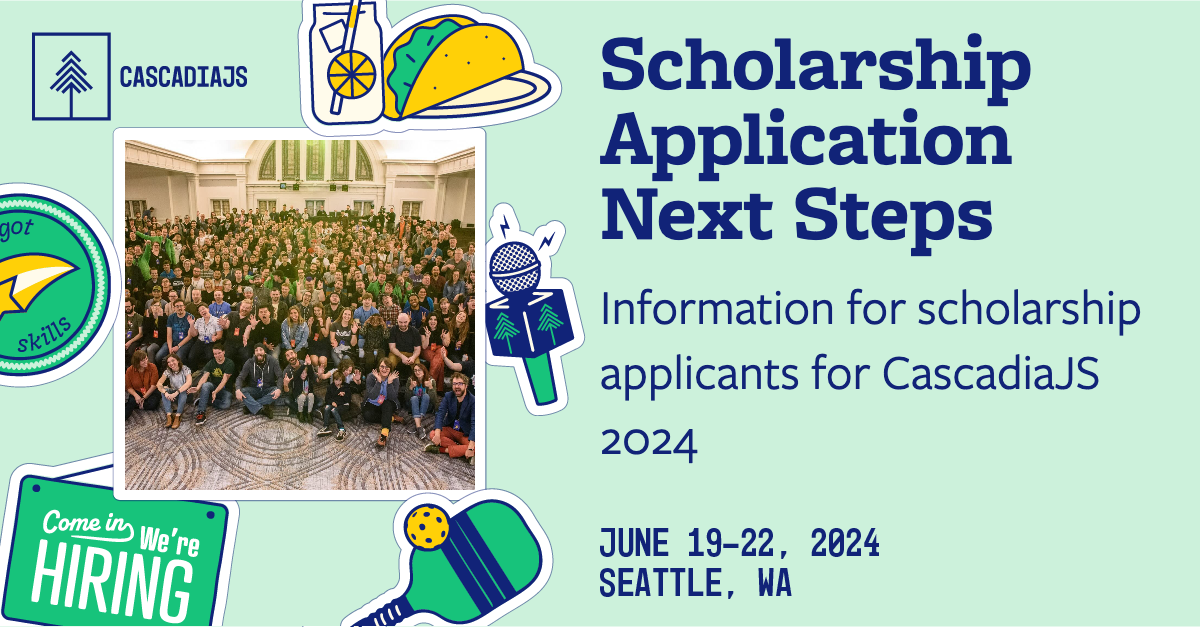 CASCADIAJS
Scholarship
Application
Next Steps
Information for scholarship
applicants for CascadiaJS
2024
JUNE 19–22, 2024
SEATTLE, WA
got
skills
Come in
We're
HIRING